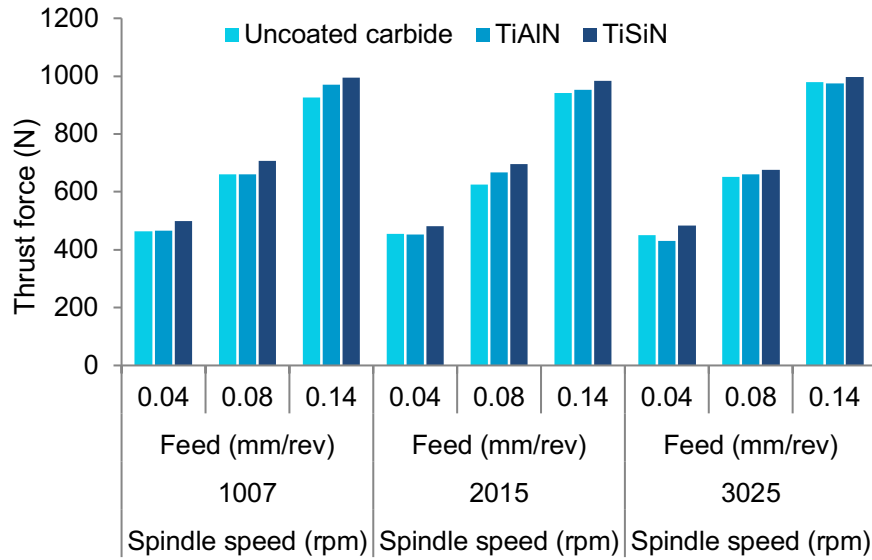 1200
1000
800
600
400
200
0
Thrust force (N)
Uncoated carbide TiAlN TiSiN
0.04 0.08 0.14 0.04 0.08 0.14 0.04 0.08 0.14
Feed (mm/rev) Feed (mm/rev) Feed (mm/rev)
1007 2015 3025
Spindle speed (rpm) Spindle speed (rpm) Spindle speed (rpm)